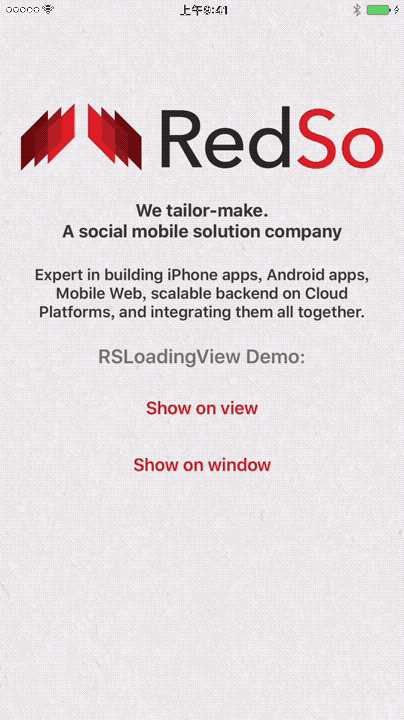 上午8:41
RedSo
We tailor-make.
A social mobile solution company
Expert in building iPhone apps, Android apps,
Mobile Web, scalable backend on Cloud
Platforms, and integrating them all together.
RSLoadingView Demo:
Show on view
Show on window